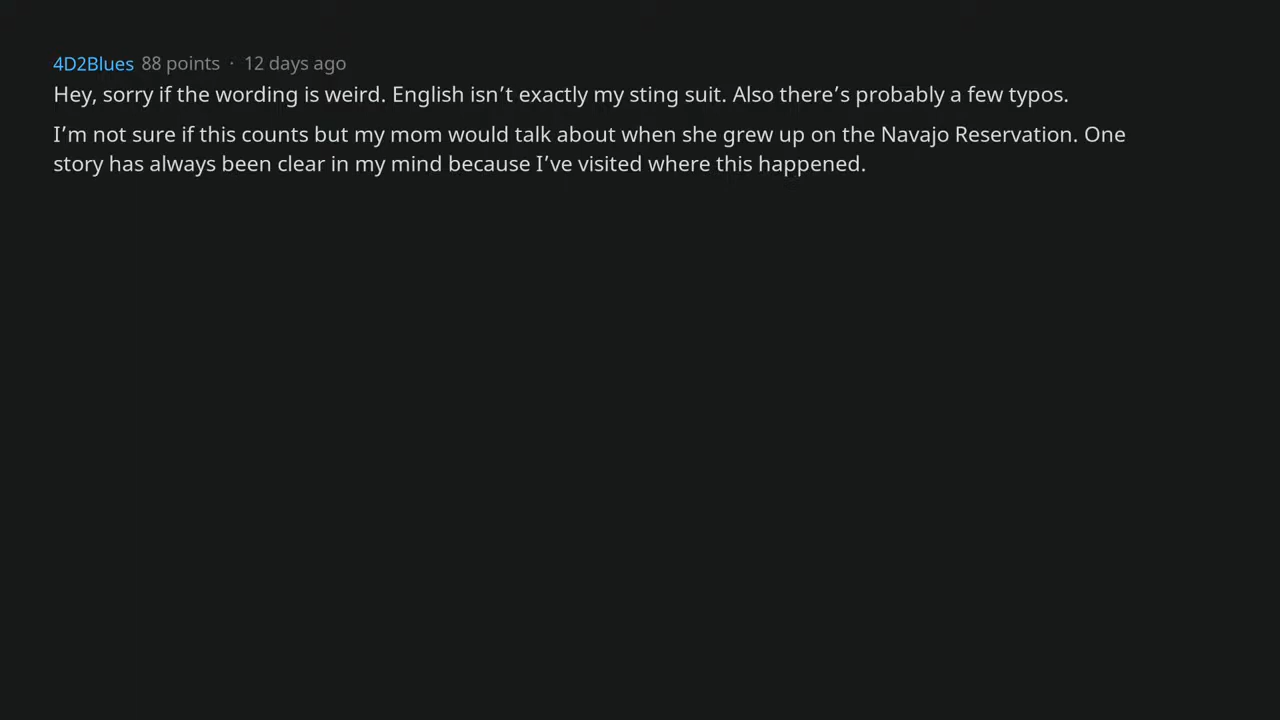 4D2Blues 88 points · 12 days ago
Hey, sorry if the wording is weird. English isn’t exactly my sting suit. Also there’s probably a few typos.
I’m not sure if this counts but my mom would talk about when she grew up on the Navajo Reservation. One
story has always been clear in my mind because I’ve visited where this happened.